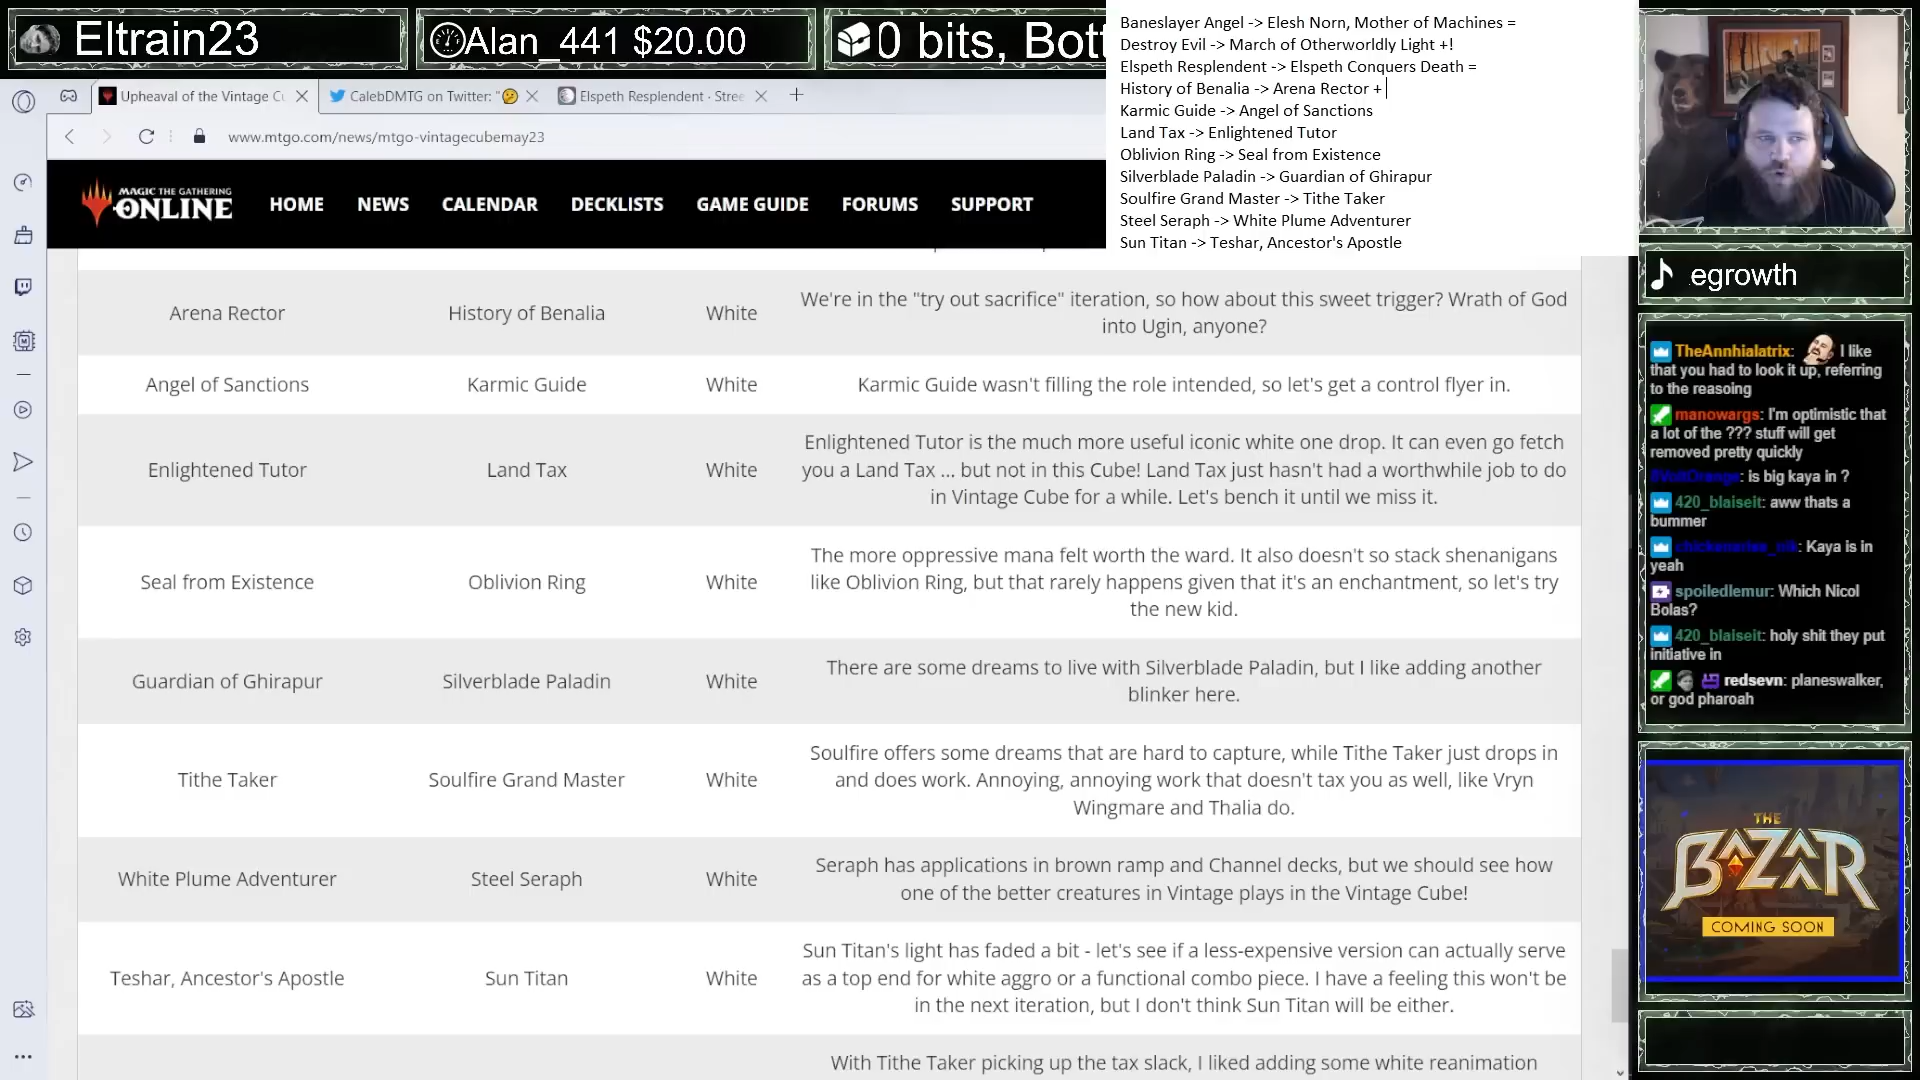 Eltrain23
Alan_441 $20.00
0 bits, Bott
Upheaval of the Vintage Cu
CalebDMTG on Twitter: "
Elspeth Resplendent · Stree
www.mtgo.com/news/mtgo-vintagecubemay23
MAGIC THE GATHERING
ONLINE
HOME
NEWS
CALENDAR
DECKLISTS
GAME GUIDE
FORUMS
SUPPORT
Baneslayer Angel -> Elesh Norn, Mother of Machines =
Destroy Evil -> March of Otherworldly Light +!
Elspeth Resplendent -> Elspeth Conquers Death =
History of Benalia -> Arena Rector +
Karmic Guide -> Angel of Sanctions
Land Tax -> Enlightened Tutor
Oblivion Ring -> Seal from Existence
Silverblade Paladin -> Guardian of Ghirapur
Soulfire Grand Master -> Tithe Taker
Steel Seraph -> White Plume Adventurer
Sun Titan -> Teshar, Ancestor's Apostle
Arena Rector
History of Benalia
White
We're in the "try out sacrifice" iteration, so how about this sweet trigger? Wrath of God
into Ugin, anyone?
Angel of Sanctions
Karmic Guide
White
Karmic Guide wasn't filling the role intended, so let's get a control flyer in.
Enlightened Tutor
Land Tax
White
Enlightened Tutor is the much more useful iconic white one drop. It can even go fetch
you a Land Tax ... but not in this Cube! Land Tax just hasn't had a worthwhile job to do
in Vintage Cube for a while. Let's bench it until we miss it.
Seal from Existence
Oblivion Ring
White
The more oppressive mana felt worth the ward. It also doesn't so stack shenanigans
like Oblivion Ring, but that rarely happens given that it's an enchantment, so let's try
the new kid.
Guardian of Ghirapur
Silverblade Paladin
White
There are some dreams to live with Silverblade Paladin, but I like adding another
blinker here.
Tithe Taker
Soulfire Grand Master
White
Soulfire offers some dreams that are hard to capture, while Tithe Taker just drops in
and does work. Annoying, annoying work that doesn't tax you as well, like Vryn
Wingmare and Thalia do.
White Plume Adventurer
Steel Seraph
White
Seraph has applications in brown ramp and Channel decks, but we should see how
one of the better creatures in Vintage plays in the Vintage Cube!
Teshar, Ancestor's Apostle
Sun Titan
White
Sun Titan's light has faded a bit - let's see if a less-expensive version can actually serve
as a top end for white aggro or a functional combo piece. I have a feeling this won't be
in the next iteration, but I don't think Sun Titan will be either.
With Tithe Taker picking up the tax slack, I liked adding some white reanimation
egrowth
TheAnnhialatrix: I like
that you had to look it up, referring
to the reasoing
manowargs: I'm optimistic that
a lot of the ??? stuff will get
removed pretty quickly
: is big kaya in ?
420_blaiseit: aww thats a
bummer
: Kaya is in
yeah
spoiledlemur: Which Nicol
Bolas?
420_blaiseit: holy shit they put
initiative in
redsevn: planeswalker,
or god pharoah
THE
BAZAAR
COMING SOON